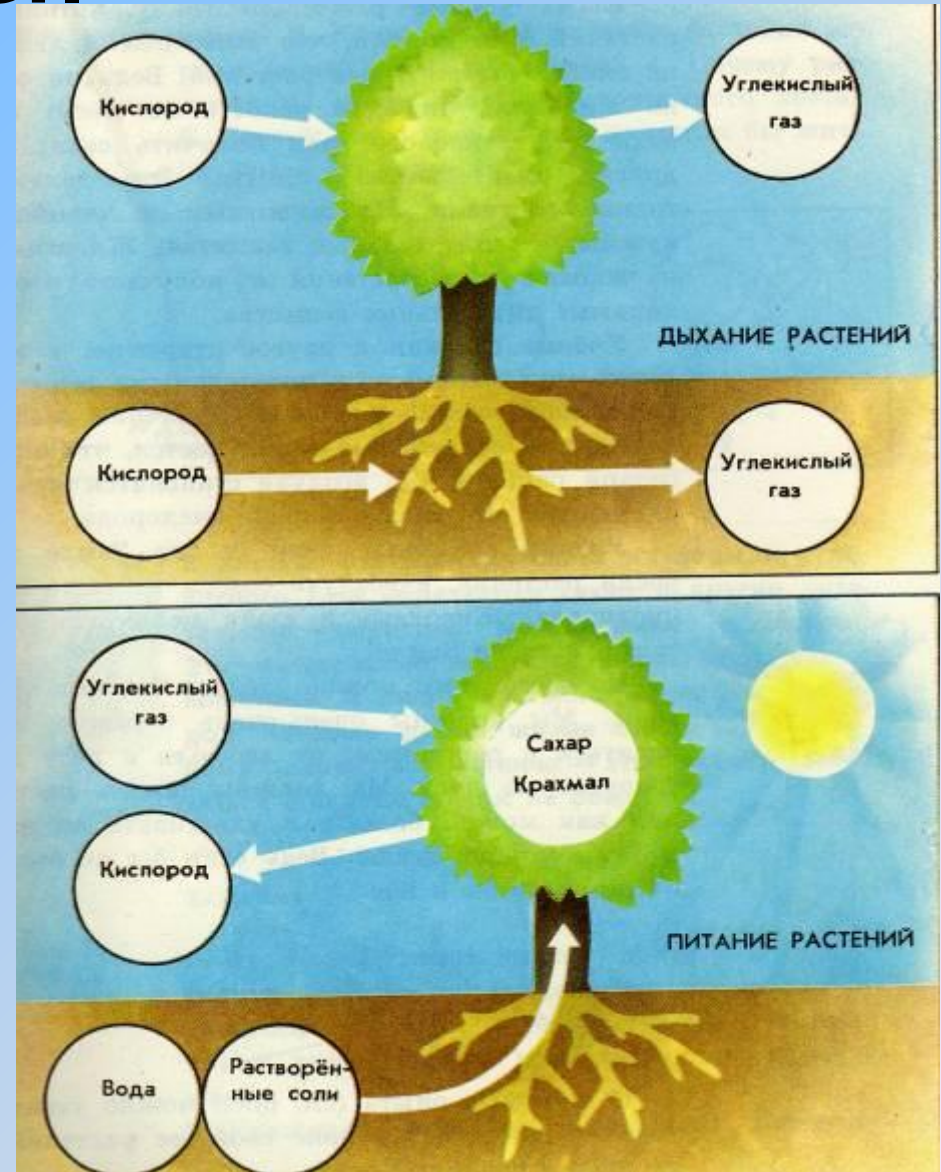 Кислород
Углекислый
газ
ДЫХАНИЕ РАСТЕНИЙ
Кислород
Углекислый
газ
Углекислый
газ
Сахар
Крахмал
Кислород
ПИТАНИЕ РАСТЕНИЙ
Вода
Растворён-
ные соли